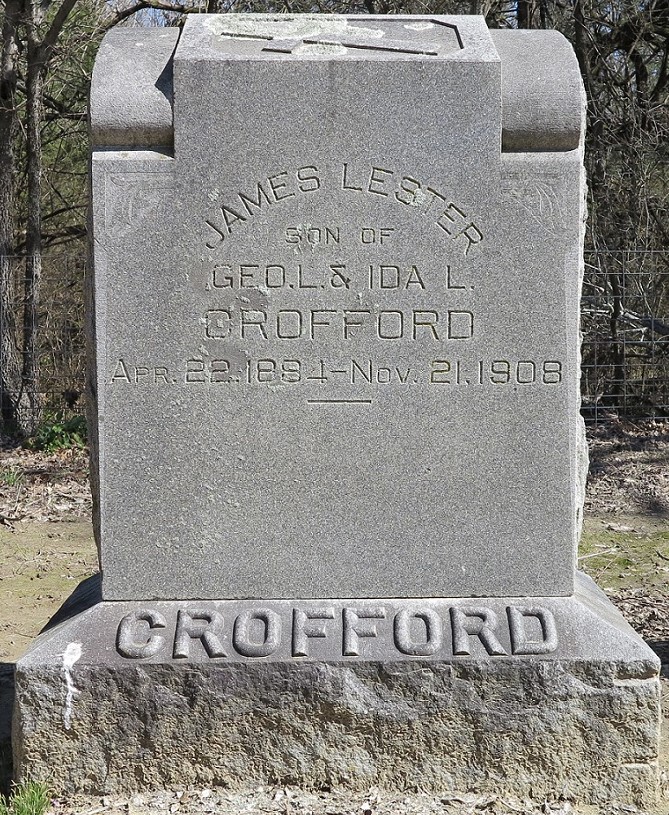 JAMES LESTER
SON OF
GEO. L. & IDA L.
CROFFORD
APR. 22. 1884–NOV. 21. 1908
CROFFORD